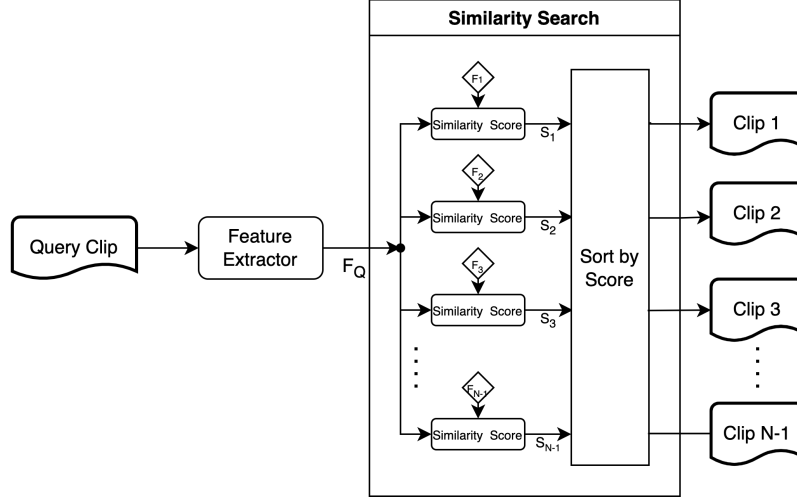 Similarity Search
F1
Similarity Score
S1
Clip 1
F2
Similarity Score
S2
Clip 2
Query Clip
Feature
Extractor
FQ
F3
Similarity Score
S3
Sort by
Score
Clip 3
FN-1
Similarity Score
SN-1
Clip N-1